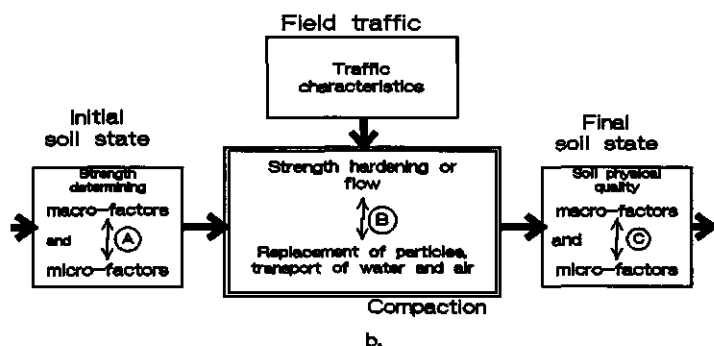 Field traffic
Traffic
characteristics
Initial
soil state
Strength
determining
macro-factors
and
A
micro-factors
Strength hardening or
flow
B
Replacement of particles,
transport of water and air
Compaction
Final
soil state
Soil physical
quality
macro-factors
and
C
micro-factors
b.